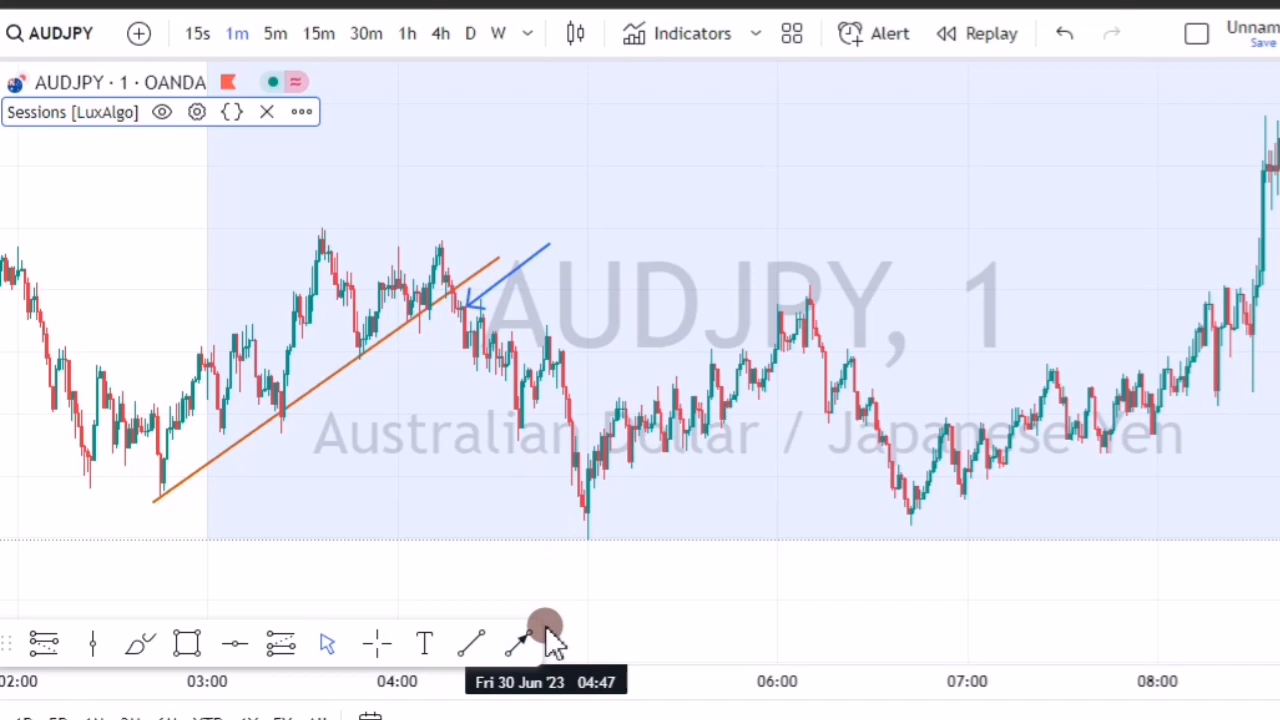 AUDJPY 15s 1m 5m 15m 30m 1h 4h D W Indicators Alert Replay Unnam
Save
AUDJPY · 1 · OANDA
Sessions [LuxAlgo]
AUDJPY, 1
Australian Dollar / Japanese Yen
T
02:00 03:00 04:00 Fri 30 Jun '23 04:47 06:00 07:00 08:00